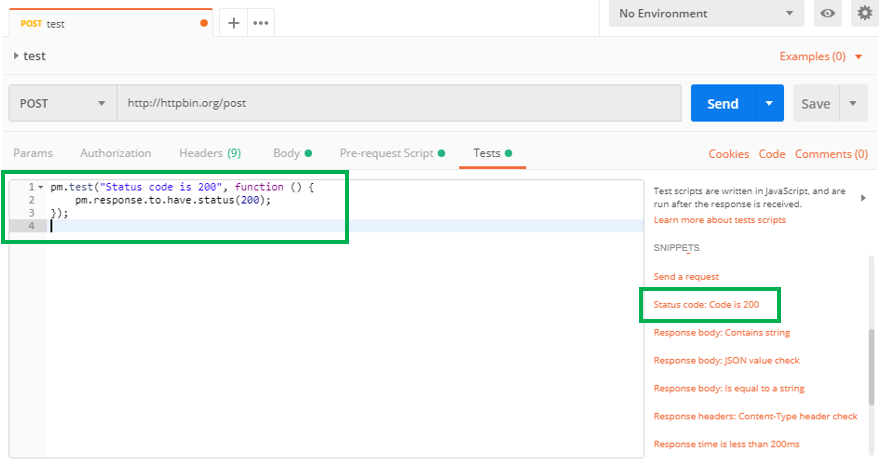 POST test
No Environment
test
Examples (0)
POST
http://httpbin.org/post
Send
Save
Params
Authorization
Headers (9)
Body
Pre-request Script
Tests
Cookies
Code
Comments (0)
1 pm.test("Status code is 200", function () {
2 pm.response.to.have.status(200);
3 });
4
Test scripts are written in JavaScript, and are
run after the response is received.
Learn more about tests scripts
SNIPPETS
Send a request
Status code: Code is 200
Response body: Contains string
Response body: JSON value check
Response body: Is equal to a string
Response headers: Content-Type header check
Response time is less than 200ms